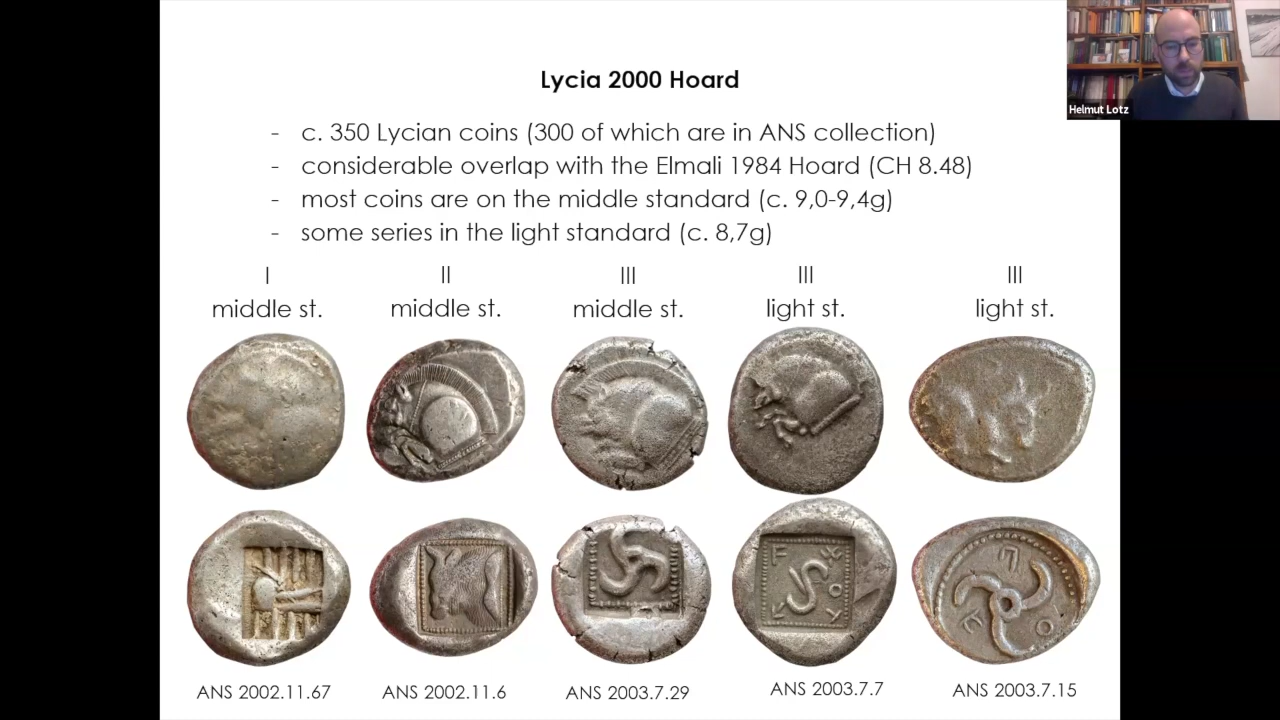 Lycia 2000 Hoard
Helmut Lotz
- c. 350 Lycian coins (300 of which are in ANS collection)
- considerable overlap with the Elmali 1984 Hoard (CH 8.48)
- most coins are on the middle standard (c. 9,0-9,4g)
- some series in the light standard (c. 8,7g)
I II III III III
middle st. middle st. middle st. light st. light st.
ANS 2002.11.67 ANS 2002.11.6 ANS 2003.7.29 ANS 2003.7.7 ANS 2003.7.15